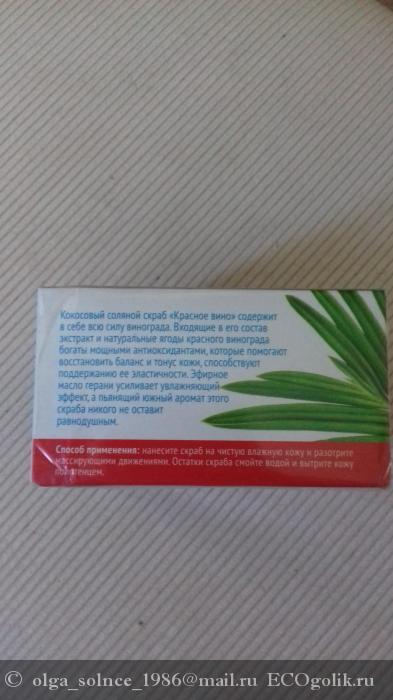 Кокосовый соляной скраб «Красное вино» содержит
в себе всю силу винограда. Входящие в его состав
экстракт и натуральные ягоды красного винограда
богаты мощными антиоксидантами, которые помогают
восстановить баланс и тонус кожи, способствуют
поддержанию ее эластичности. Эфирное
масло герани усиливает увлажняющий
эффект, а пьянящий южный аромат этого
скраба никого не оставит
равнодушным.
Способ применения: нанесите скраб на чистую влажную кожу и разотрите
массирующими движениями. Остатки скраба смойте водой и вытрите кожу
полотенцем.
© olga_solnce_1986@mail.ru ECOgolik.ru